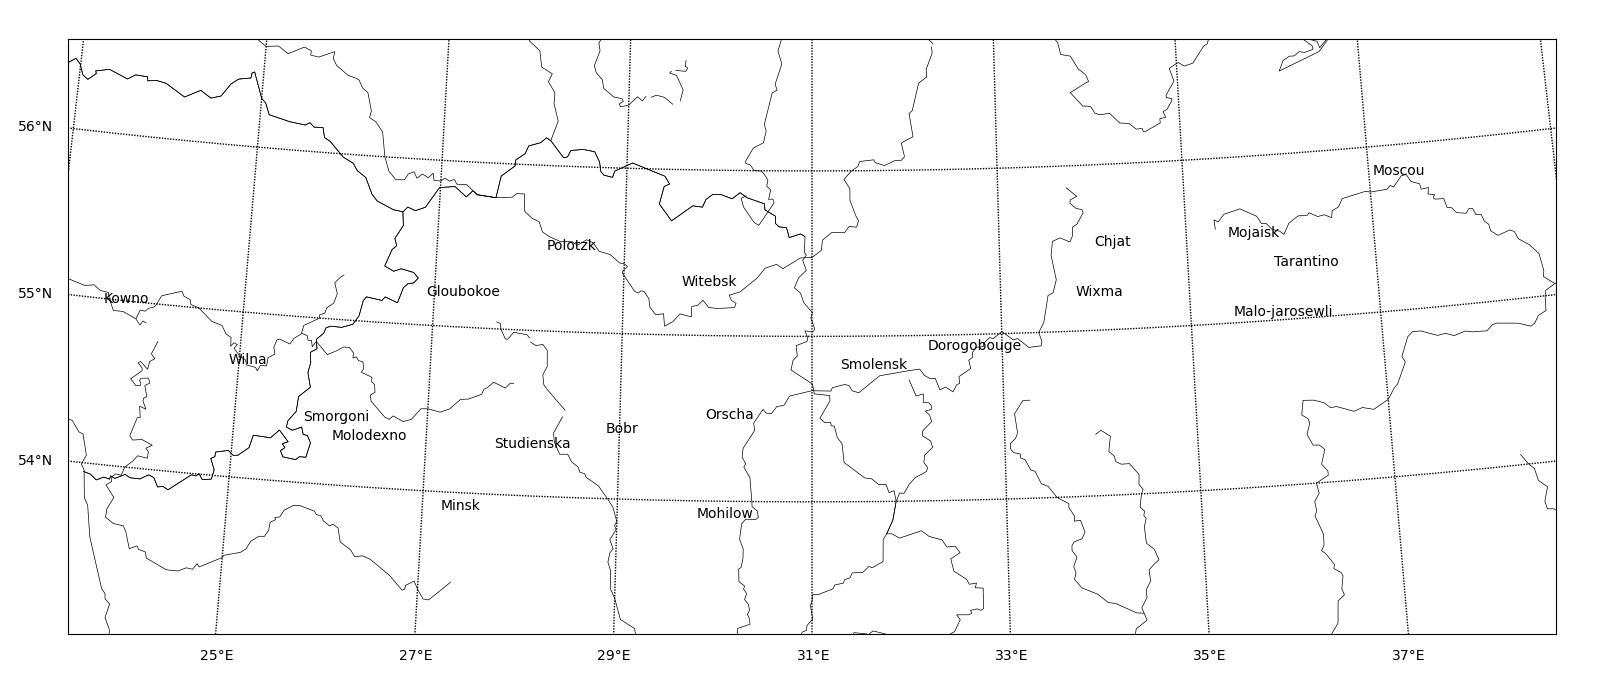 56°N
Moscou
Mojaisk
Chjat
Polotzk
Tarantino
Witebsk
55°N
Kowno
Gloubokoe
Wixma
Malo-jarosewli
Dorogobouge
Wilna
Smolensk
Smorgoni
Orscha
Bobr
Molodexno
Studienska
54°N
Minsk
Mohilow
25°E 27°E 29°E 31°E 33°E 35°E 37°E